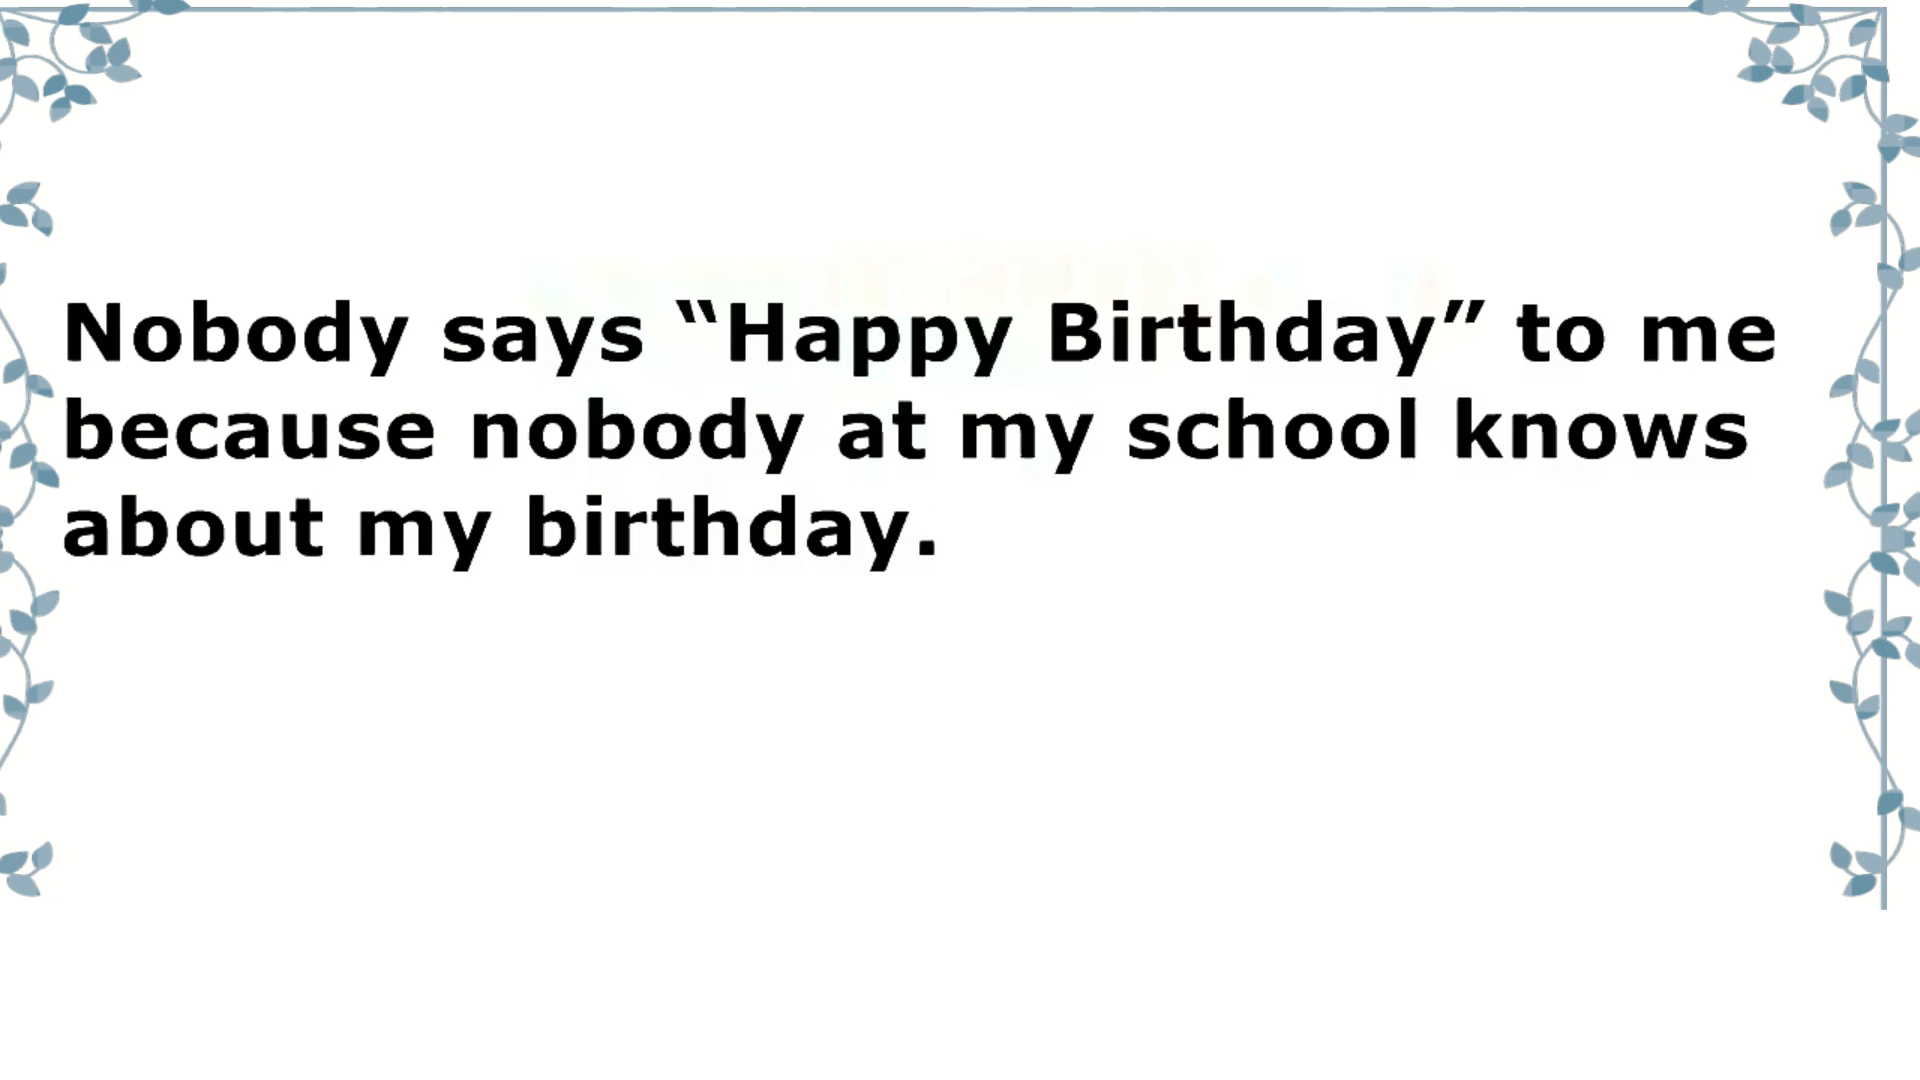 Nobody says “Happy Birthday” to me
because nobody at my school knows
about my birthday.